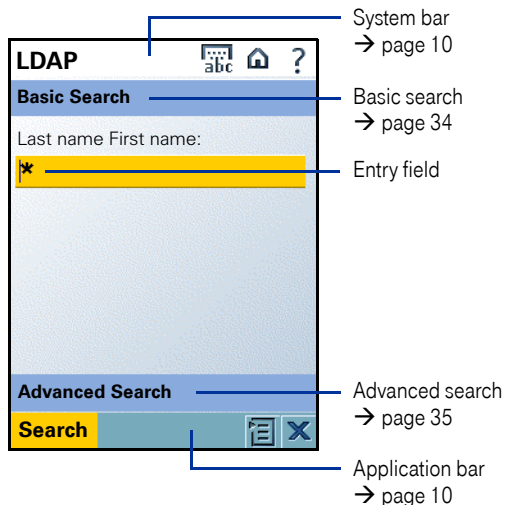 System bar
→ page 10
LDAP abc ?
Basic Search
Basic search
→ page 34
Last name First name:
*
Entry field
Advanced Search
Advanced search
→ page 35
Search
Application bar
→ page 10